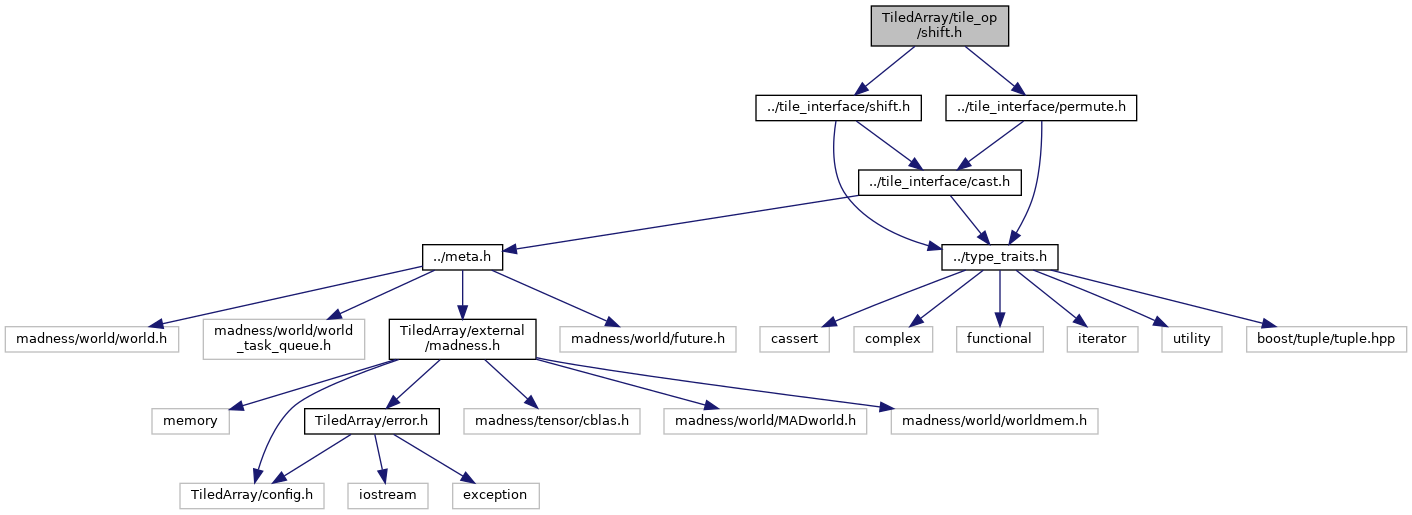 TiledArray/tile_op
/shift.h
../tile_interface/shift.h
../tile_interface/permute.h
../tile_interface/cast.h
../meta.h
../type_traits.h
madness/world/world.h
madness/world/world
_task_queue.h
TiledArray/external
/madness.h
madness/world/future.h
cassert
complex
functional
iterator
utility
boost/tuple/tuple.hpp
memory
TiledArray/error.h
madness/tensor/cblas.h
madness/world/MADworld.h
madness/world/worldmem.h
TiledArray/config.h
iostream
exception